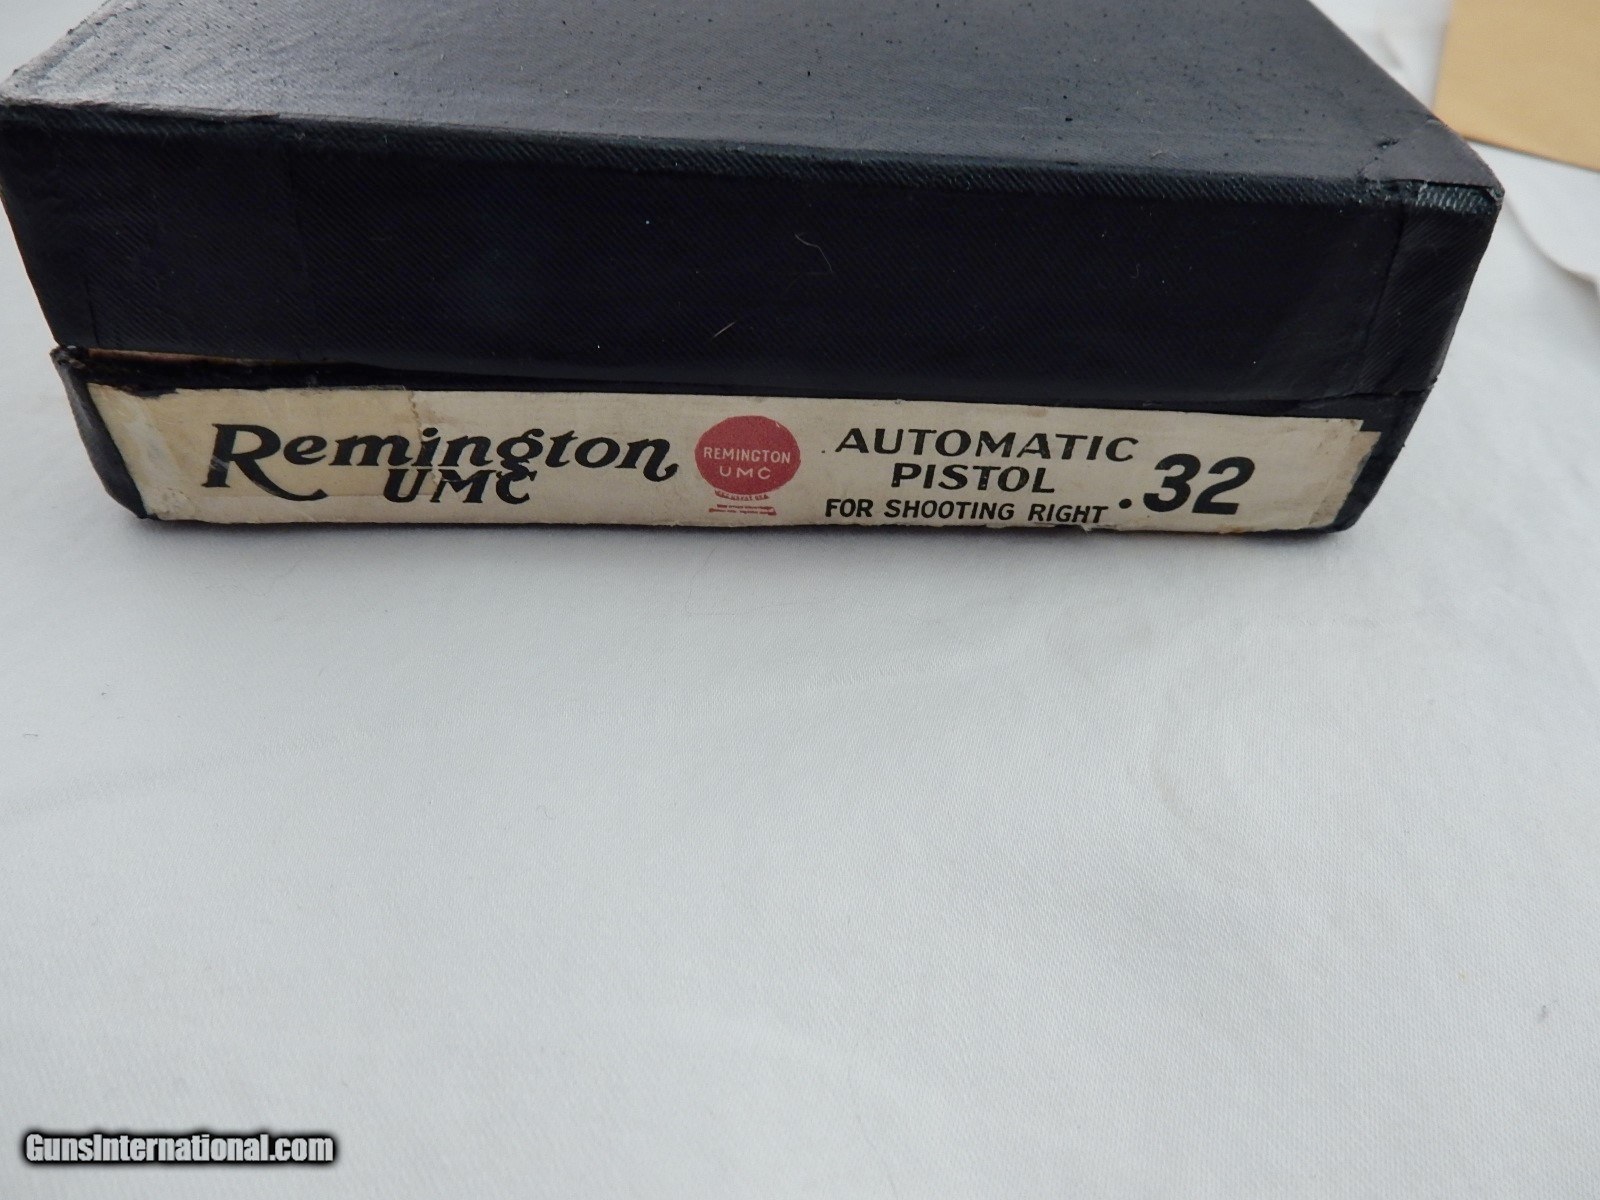 Remington
UMC
REMINGTON
UMC
AUTOMATIC
PISTOL
FOR SHOOTING RIGHT
.32
GunsInternational.com